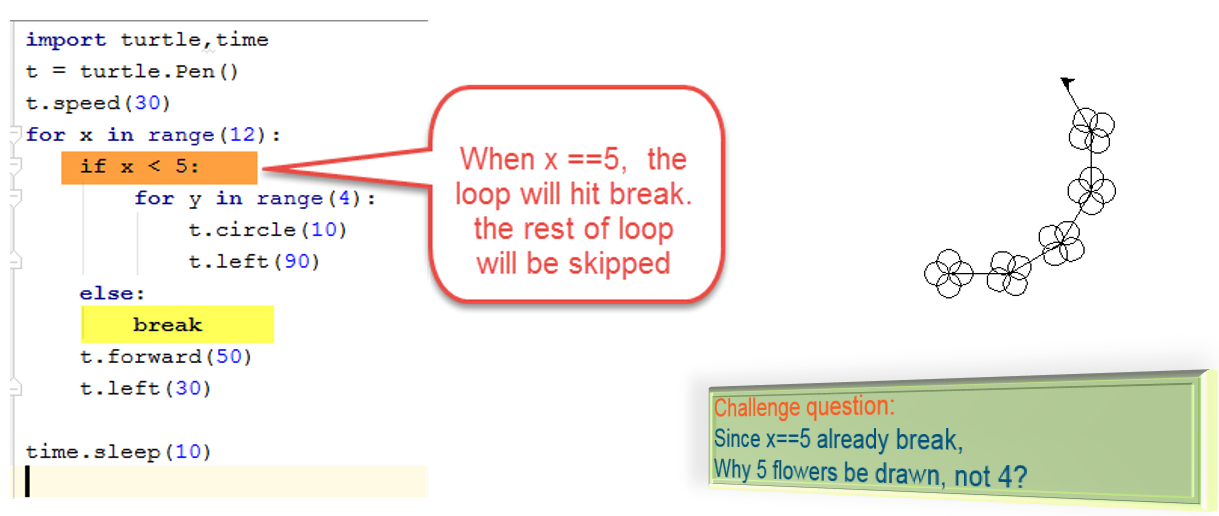 import turtle,time
t = turtle.Pen()
t.speed(30)
for x in range(12):
if x < 5:
for y in range(4):
t.circle(10)
t.left(90)
else:
break
t.forward(50)
t.left(30)
time.sleep(10)
When x ==5, the
loop will hit break.
the rest of loop
will be skipped
Challenge question:
Since x==5 already break,
Why 5 flowers be drawn, not 4?